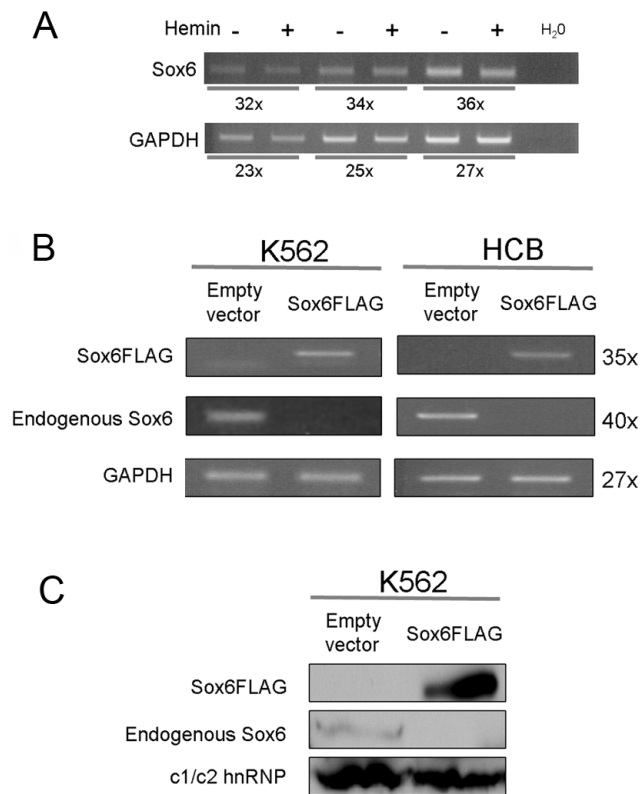 A
Hemin - + - + - + H₂0
Sox6
32x 34x 36x
GAPDH
23x 25x 27x
B
K562 HCB
Empty vector Sox6FLAG Empty vector Sox6FLAG
Sox6FLAG 35x
Endogenous Sox6 40x
GAPDH 27x
C
K562
Empty vector Sox6FLAG
Sox6FLAG
Endogenous Sox6
c1/c2 hnRNP